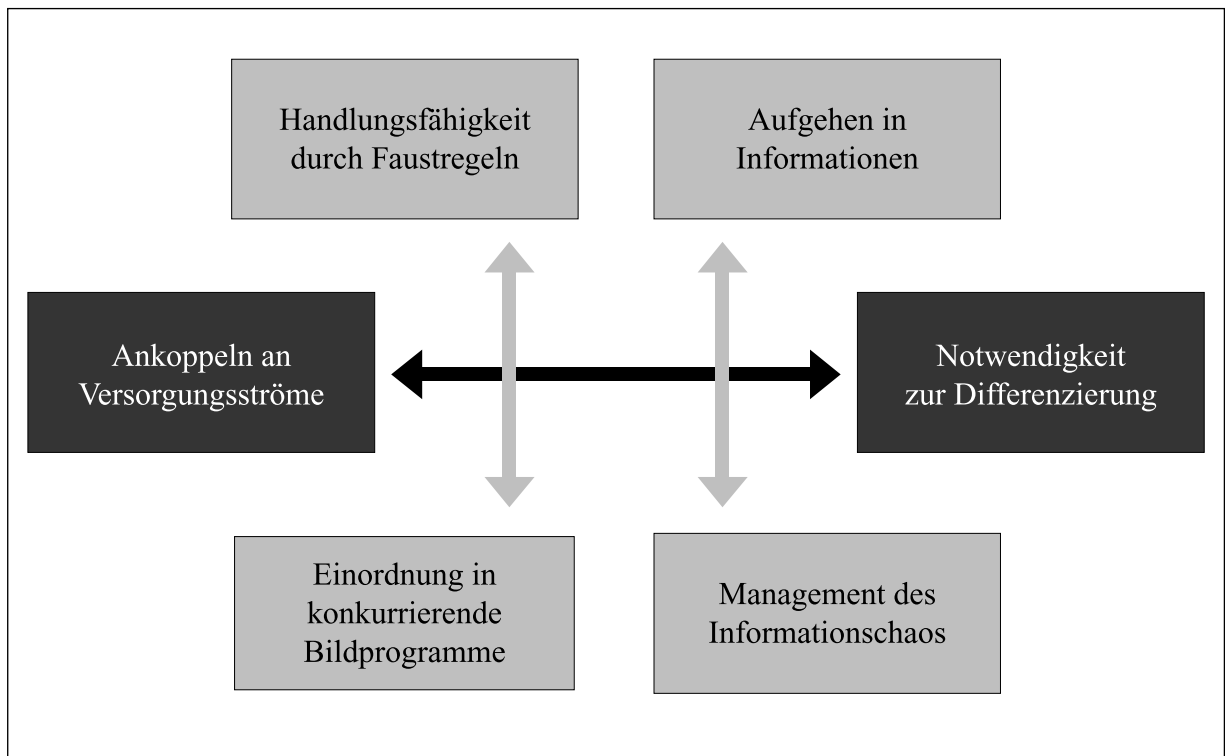 Handlungsfähigkeit
durch Faustregeln
Aufgehen in
Informationen
Ankoppeln an
Versorgungsströme
Notwendigkeit
zur Differenzierung
Einordnung in
konkurrierende
Bildprogramme
Management des
Informationschaos